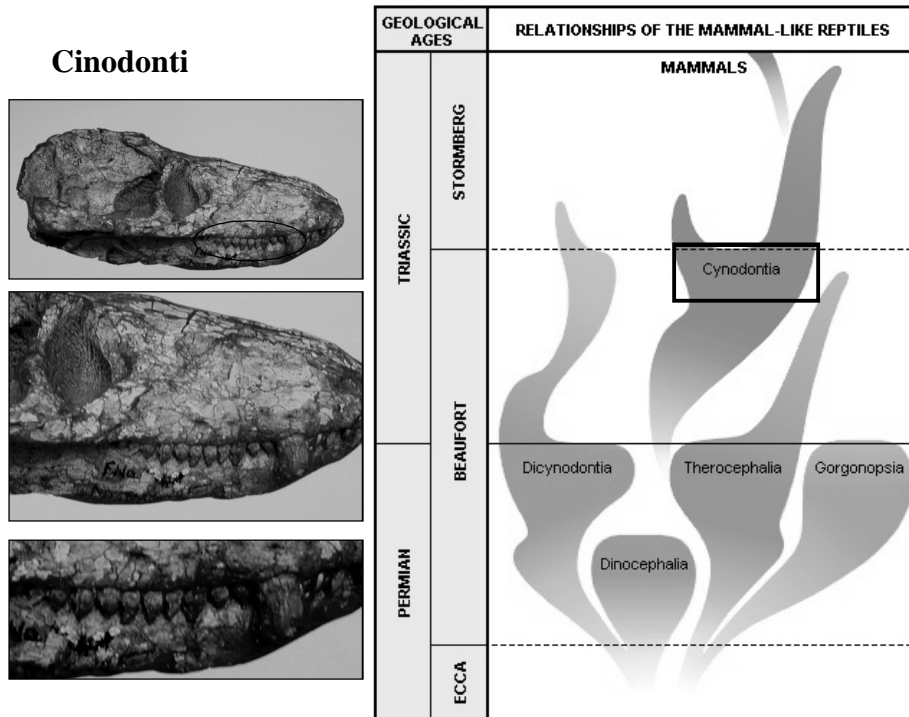 Cinodonti
GEOLOGICAL
AGES
RELATIONSHIPS OF THE MAMMAL-LIKE REPTILES
MAMMALS
TRIASSIC
STORMBERG
Cynodontia
BEAUFORT
PERMIAN
Dicynodontia
Therocephalia
Gorgonopsia
Dinocephalia
ECCA